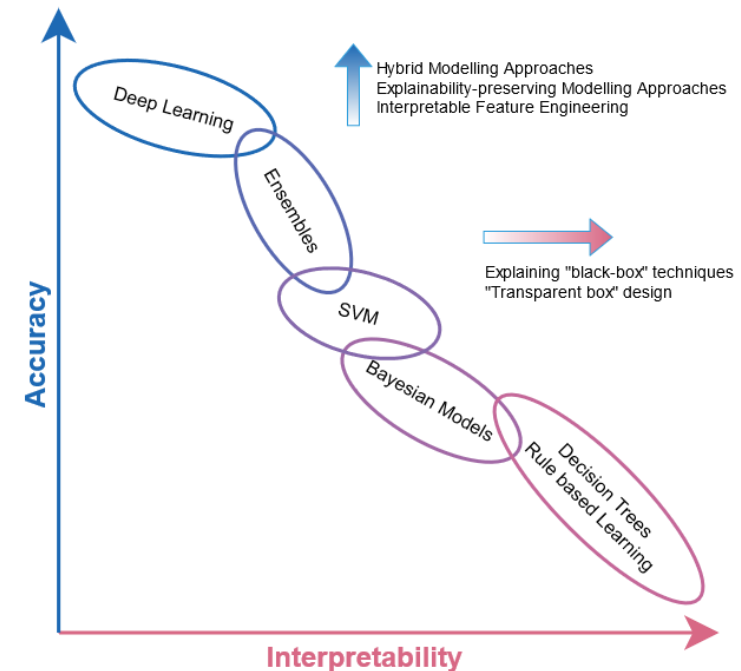 Hybrid Modelling Approaches
Explainability-preserving Modelling Approaches
Interpretable Feature Engineering
Deep Learning
Ensembles
Explaining "black-box" techniques
"Transparent box" design
SVM
Bayesian Models
Decision Trees
Rule based Learning
Accuracy
Interpretability